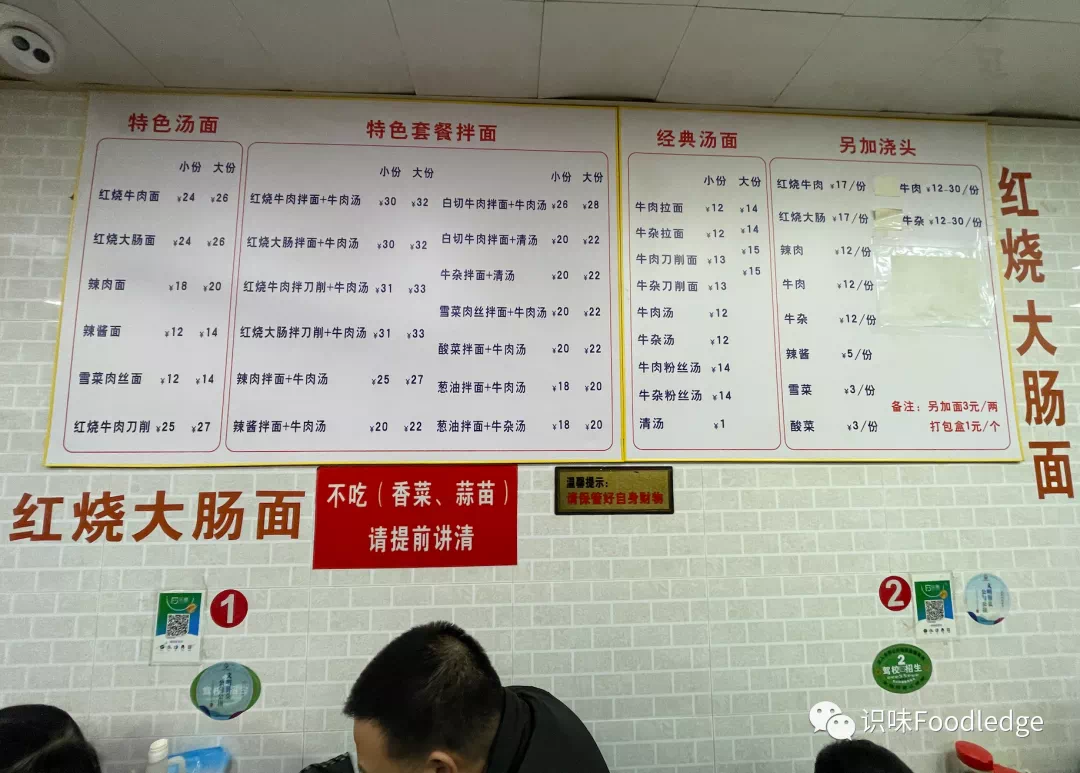 特色汤面
小份 大份
红烧牛肉面 ¥24 ¥26
红烧大肠面 ¥24 ¥26
辣肉面 ¥18 ¥20
辣酱面 ¥12 ¥14
雪菜肉丝面 ¥12 ¥14
红烧牛肉刀削 ¥25 ¥27
特色套餐拌面
小份 大份
红烧牛肉拌面+牛肉汤 ¥30 ¥32
红烧大肠拌面+牛肉汤 ¥30 ¥32
红烧牛肉拌刀削+牛肉汤 ¥31 ¥33
红烧大肠拌刀削+牛肉汤 ¥31 ¥33
辣肉拌面+牛肉汤 ¥25 ¥27
辣酱拌面+牛肉汤 ¥20 ¥22
小份 大份
白切牛肉拌面+牛肉汤 ¥26 ¥28
白切牛肉拌面+清汤 ¥20 ¥22
牛杂拌面+清汤 ¥20 ¥22
雪菜肉丝拌面+牛肉汤 ¥20 ¥22
酸菜拌面+牛肉汤 ¥20 ¥22
葱油拌面+牛肉汤 ¥18 ¥20
葱油拌面+牛杂汤 ¥18 ¥20
经典汤面
小份 大份
牛肉拉面 ¥12 ¥14
牛杂拉面 ¥12 ¥14
牛肉刀削面 ¥13 ¥15
牛杂刀削面 ¥13 ¥15
牛肉汤 ¥12
牛杂汤 ¥12
牛肉粉丝汤 ¥14
牛杂粉丝汤 ¥14
清汤 ¥1
另加浇头
红烧牛肉 ¥17/份
红烧大肠 ¥17/份
辣肉 ¥12/份
牛肉 ¥12/份
牛杂 ¥12/份
辣酱 ¥5/份
雪菜 ¥3/份
酸菜 ¥3/份
牛肉 ¥12-30/份
牛杂 ¥12-30/份
备注:另加面3元/两
打包盒1元/个
红烧大肠面
红烧大肠面
不吃(香菜、蒜苗)
请提前讲清
温馨提示:
请保管好自身财物
1
2
2
驾校招生
识味Foodledge